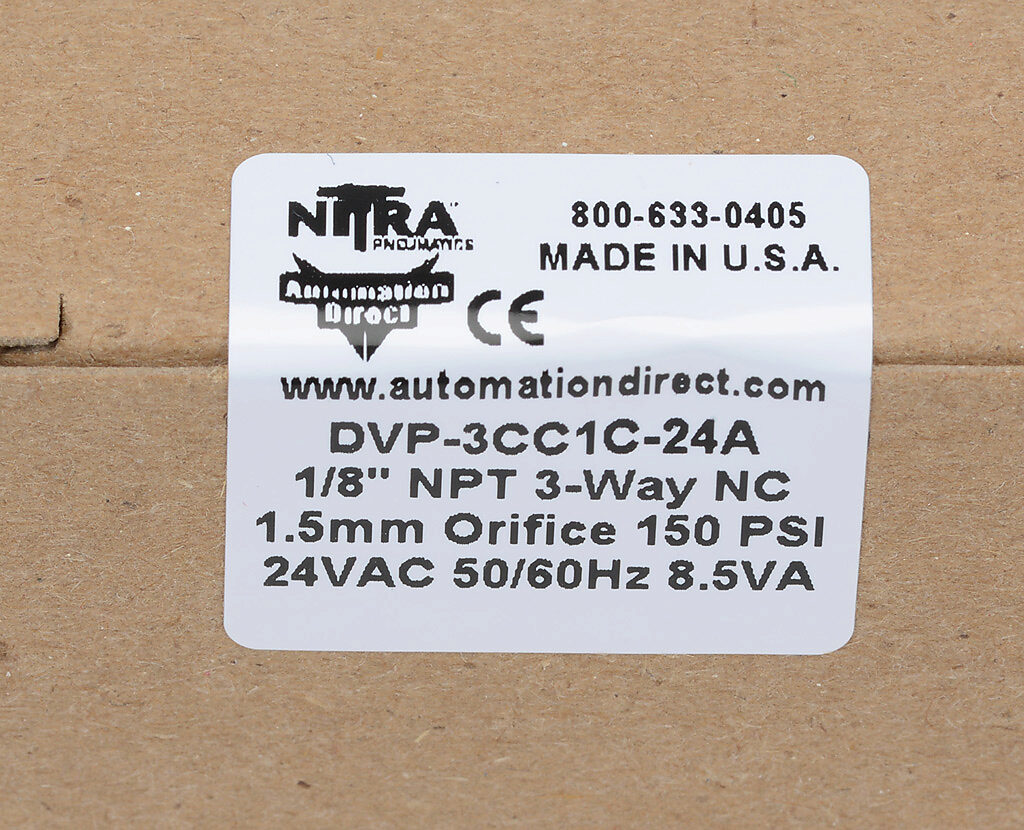 NITRA
PNEUMATICS
Automation
Direct
CE
800-633-0405
MADE IN U.S.A.
www.automationdirect.com
DVP-3CC1C-24A
1/8" NPT 3-Way NC
1.5mm Orifice 150 PSI
24VAC 50/60Hz 8.5VA